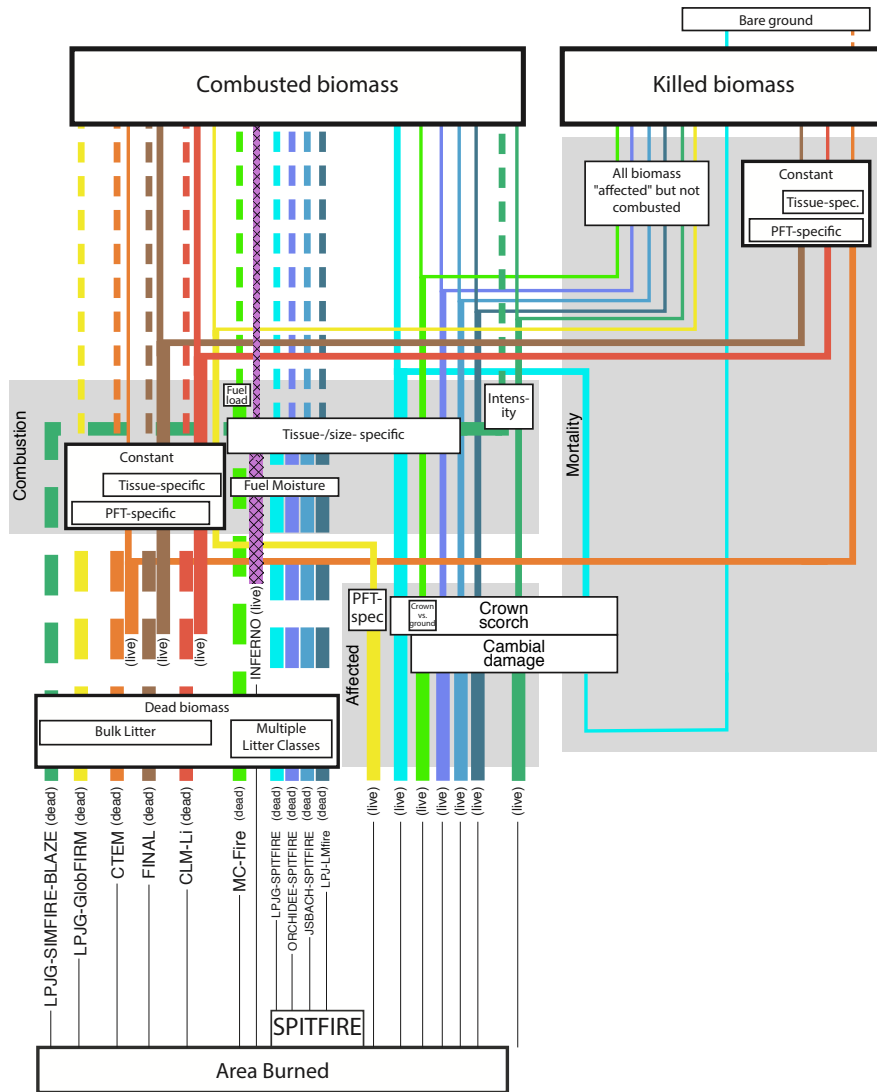 Bare ground
Combusted biomass
Killed biomass
All biomass
"affected" but not
combusted
Constant
Tissue-spec.
PFT-specific
Fuel
load
Intens-
ity
Tissue-/size- specific
Combustion
Constant
Tissue-specific
PFT-specific
Fuel Moisture
Mortality
PFT-
spec
Crown
vs.
ground
Crown
scorch
Cambial
damage
Affected
(live)
(live)
(live)
INFERNO (live)
Dead biomass
Bulk Litter
Multiple
Litter Classes
LPJG-SIMFIRE-BLAZE (dead)
LPJG-GlobFIRM (dead)
CTEM (dead)
FINAL (dead)
CLM-Li (dead)
MC-Fire (dead)
LPJG-SPITFIRE (dead)
ORCHIDEE-SPITFIRE (dead)
JSBACH-SPITFIRE (dead)
LPJ-LMfire (dead)
(live)
(live)
(live)
(live)
(live)
(live)
(live)
SPITFIRE
Area Burned